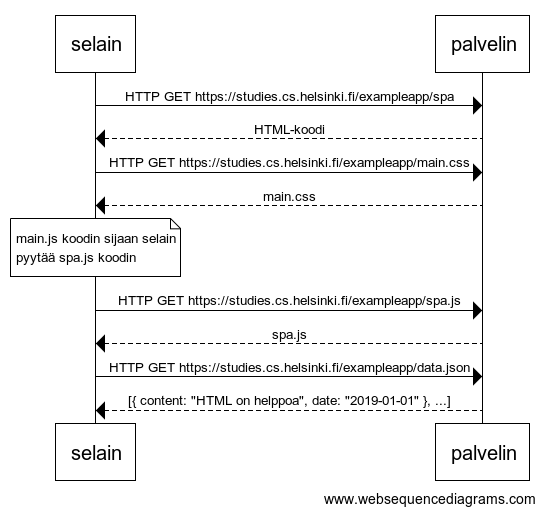 selain
palvelin
HTTP GET https://studies.cs.helsinki.fi/exampleapp/spa
HTML-koodi
HTTP GET https://studies.cs.helsinki.fi/exampleapp/main.css
main.css
main.js koodin sijaan selain
pyytää spa.js koodin
HTTP GET https://studies.cs.helsinki.fi/exampleapp/spa.js
spa.js
HTTP GET https://studies.cs.helsinki.fi/exampleapp/data.json
[{ content: "HTML on helppoa", date: "2019-01-01" }, ...]
selain
palvelin
www.websequencediagrams.com